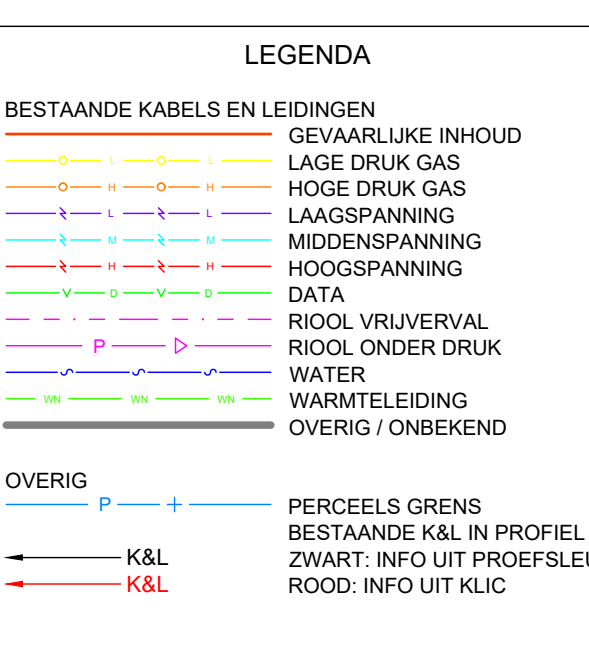 LEGENDA
BESTAANDE KABELS EN LEIDINGEN
GEVAARLIJKE INHOUD
L L LAGE DRUK GAS
H H HOGE DRUK GAS
L L LAAGSPANNING
M M MIDDENSPANNING
H H HOOGSPANNING
D D DATA
RIOOL VRIJVERVAL
P RIOOL ONDER DRUK
WATER
WN WN WN WARMTELEIDING
OVERIG / ONBEKEND
OVERIG
P PERCEELS GRENS
BESTAANDE K&L IN PROFIEL
K&L ZWART: INFO UIT PROEFSLEU
K&L ROOD: INFO UIT KLIC